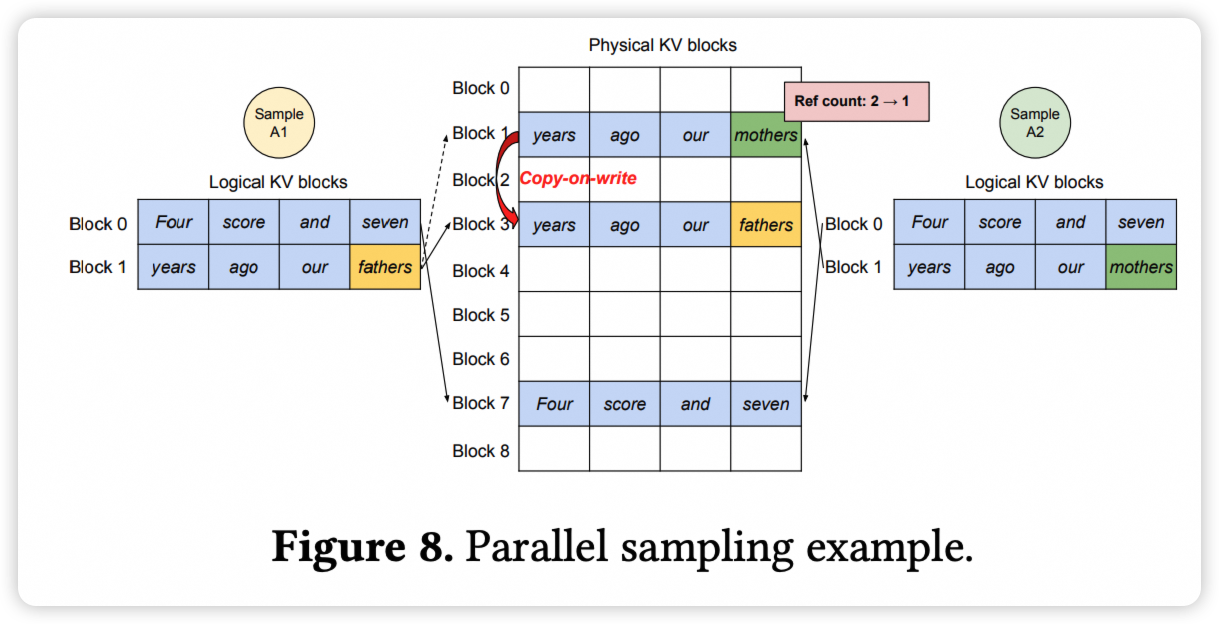 Physical KV blocks
Block 0
Sample A1
Ref count: 2 → 1
Sample A2
Block 1 years ago our mothers
Logical KV blocks
Block 2 Copy-on-write
Logical KV blocks
Block 0 Four score and seven
Block 3 years ago our fathers
Block 0 Four score and seven
Block 1 years ago our fathers
Block 4
Block 1 years ago our mothers
Block 5
Block 6
Block 7 Four score and seven
Block 8
Figure 8. Parallel sampling example.